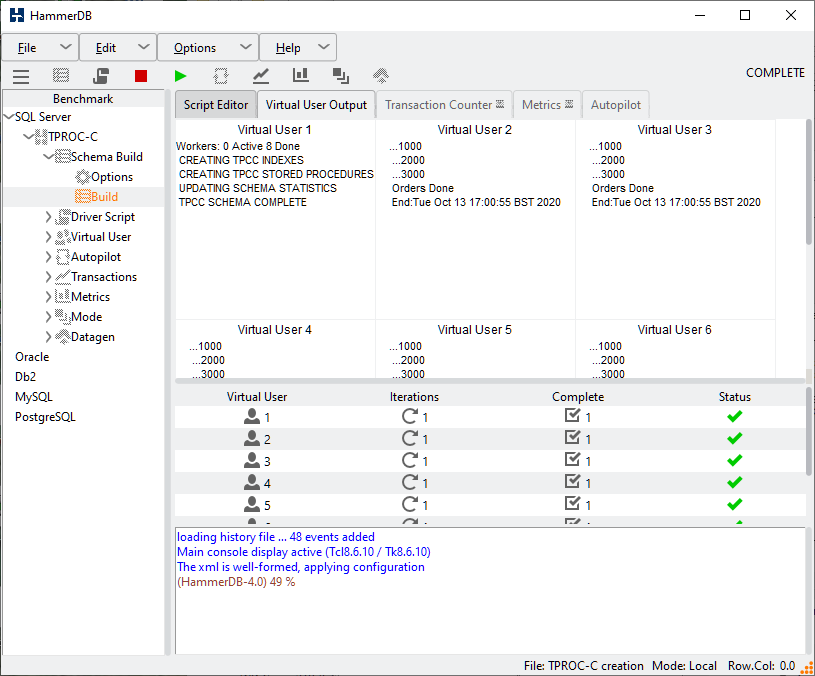 HammerDB
File Edit Options Help
COMPLETE
Benchmark
SQL Server
TPROC-C
Schema Build
Options
Build
Driver Script
Virtual User
Autopilot
Transactions
Metrics
Mode
Datagen
Oracle
Db2
MySQL
PostgreSQL
Script Editor Virtual User Output Transaction Counter Metrics Autopilot
Virtual User 1
Workers: 0 Active 8 Done
CREATING TPCC INDEXES
CREATING TPCC STORED PROCEDURES
UPDATING SCHEMA STATISTICS
TPCC SCHEMA COMPLETE
Virtual User 2
...1000
...2000
...3000
Orders Done
End:Tue Oct 13 17:00:55 BST 2020
Virtual User 3
...1000
...2000
...3000
Orders Done
End:Tue Oct 13 17:00:55 BST 2020
Virtual User 4
...1000
...2000
...3000
Virtual User 5
...1000
...2000
...3000
Virtual User 6
...1000
...2000
...3000
Virtual User Iterations Complete Status
1 1 1
2 1 1
3 1 1
4 1 1
5 1 1
loading history file ... 48 events added
Main console display active (Tcl8.6.10 / Tk8.6.10)
The xml is well-formed, applying configuration
(HammerDB-4.0) 49 %
File: TPROC-C creation Mode: Local Row.Col: 0.0